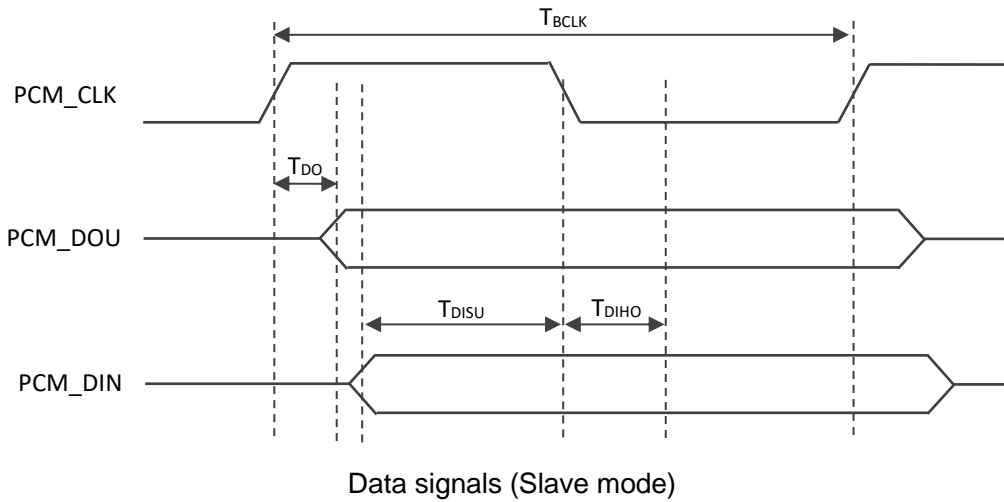 TBCLK
PCM_CLK
TDO
PCM_DOU
TDISU
TDIHO
PCM_DIN
Data signals (Slave mode)